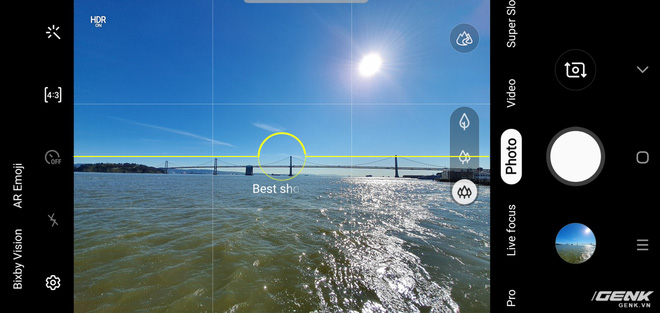 HDR
ON
[4:3]
OFF
AR Emoji
Bixby Vision
Best sho
Super Slo
Video
Photo
Live focus
Pro
GENK
GENK.VN